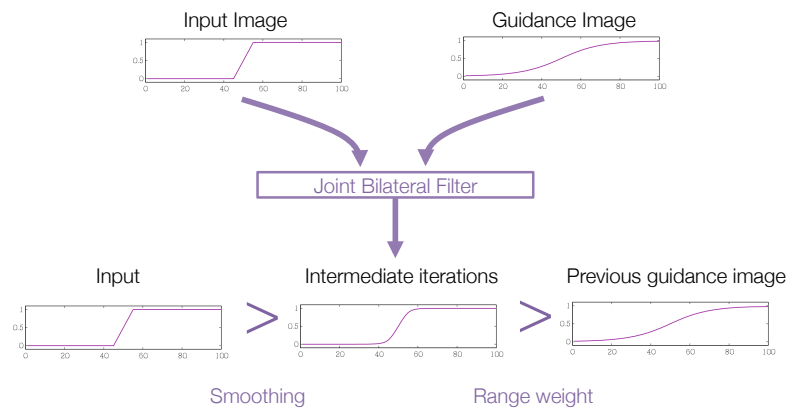 Input Image Guidance Image
1
0.5
0
0 20 40 60 80 100
1
0.5
0
0 20 40 60 80 100
Joint Bilateral Filter
Input Intermediate iterations Previous guidance image
1
0.5
0
0 20 40 60 80 100
>
1
0.5
0
0 20 40 60 80 100
>
1
0.5
0
0 20 40 60 80 100
Smoothing Range weight